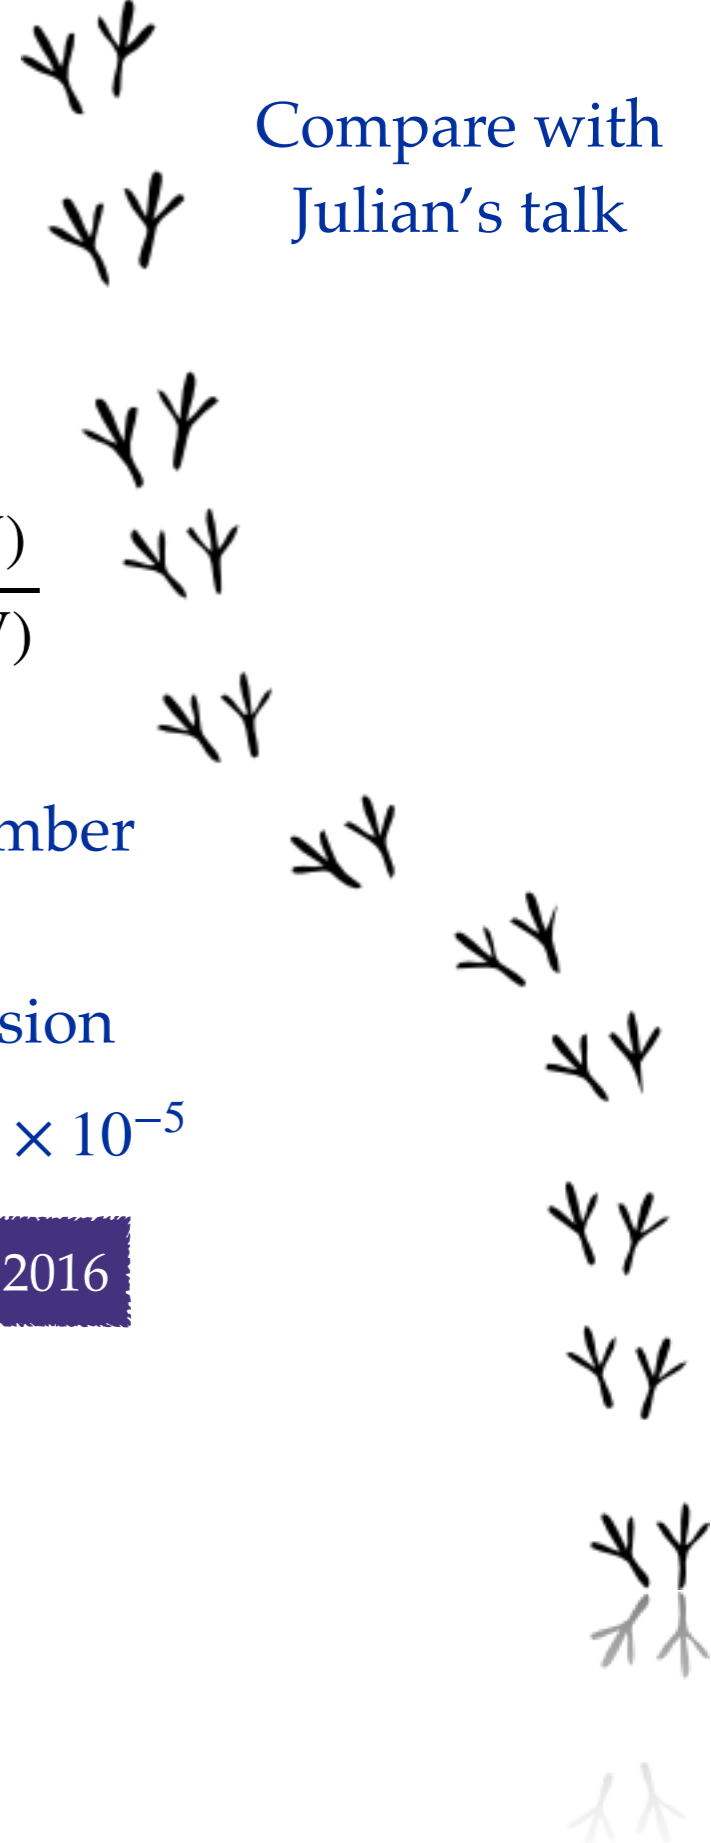 Compare with
Julian’s talk
)
)
mber
sion
× 10⁻⁵
2016